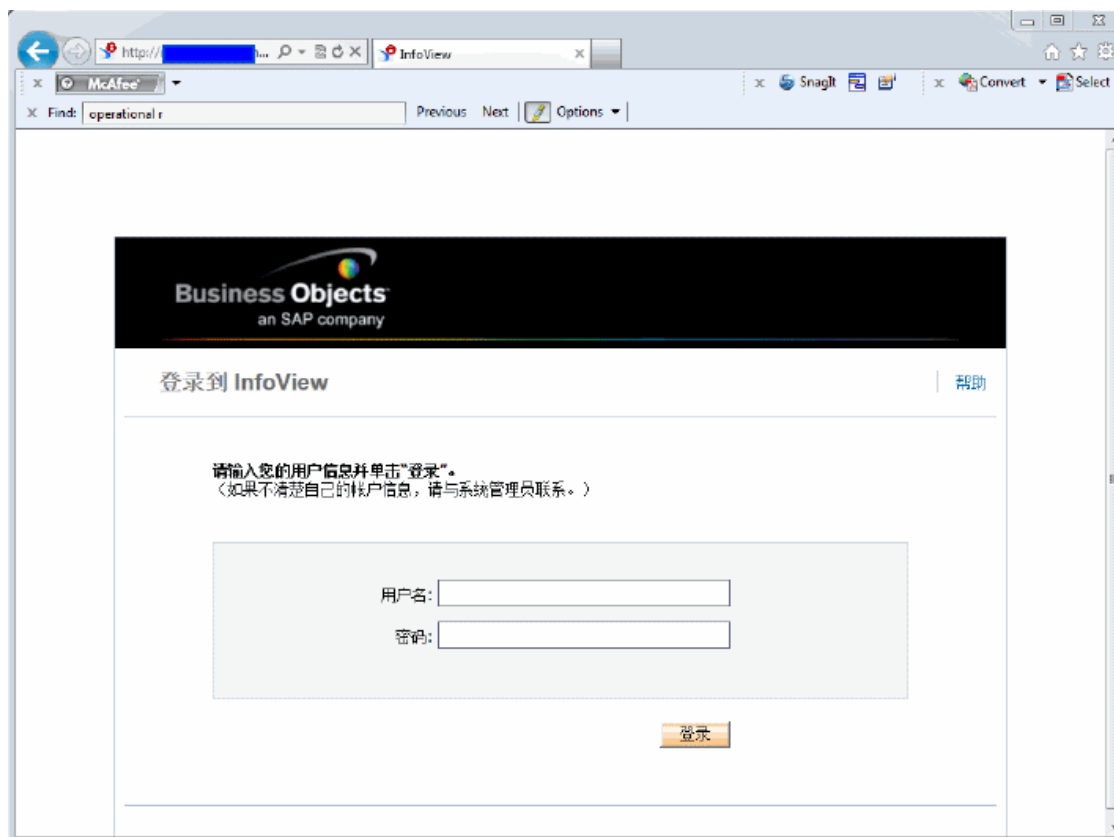 http://
InfoView
McAfee
SnagIt
Convert
Select
Find: operational r
Previous Next Options
Business Objects
an SAP company
登录到 InfoView
帮助
请输入您的用户信息并单击"登录"。
（如果不清楚自己的帐户信息，请与系统管理员联系。）
用户名:
密码:
登录